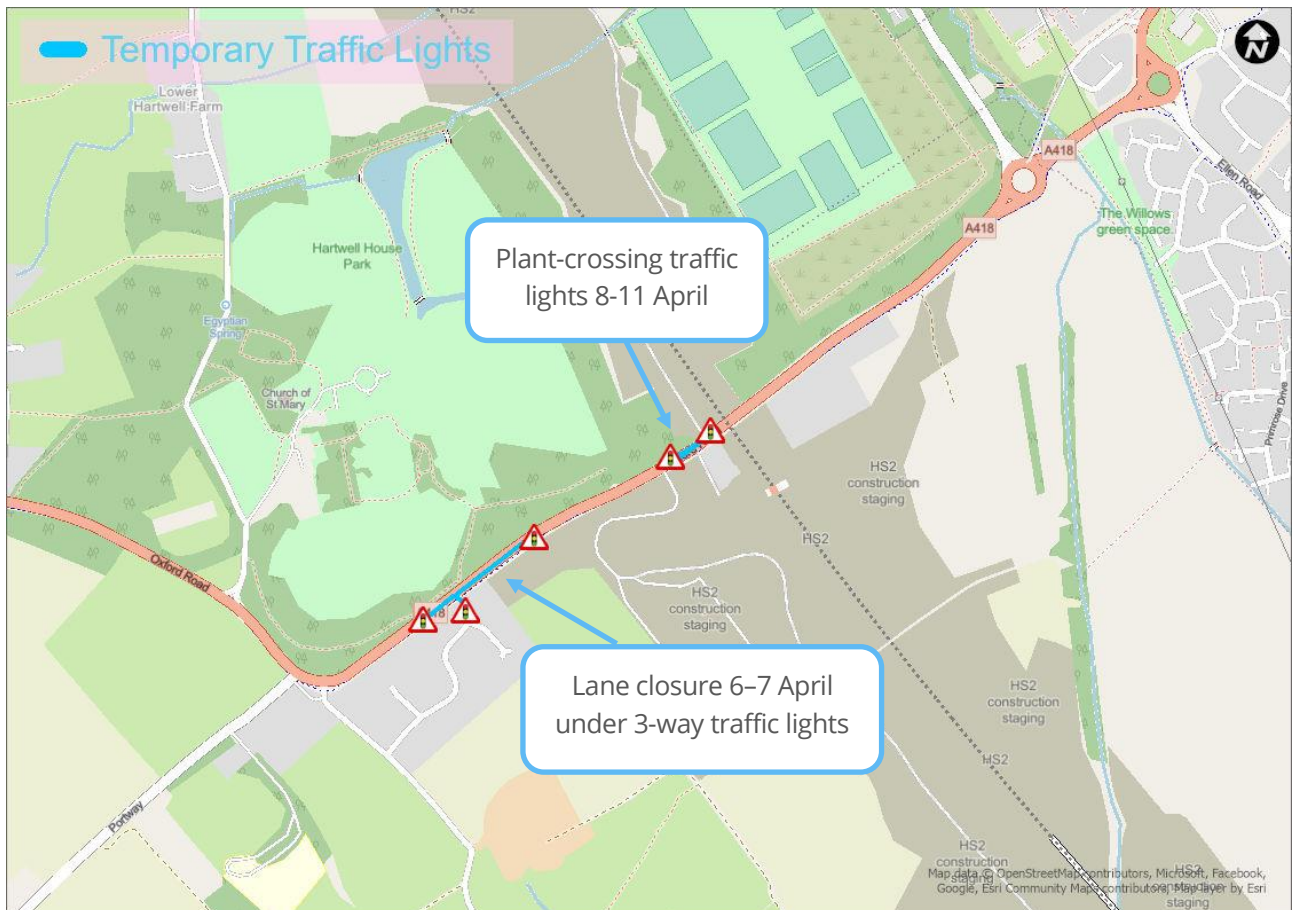 HS2
Temporary Traffic Lights
N
Lower
Hartwell Farm
A418
Ellen Road
The Willows
green space
A418
Hartwell House
Park
Plant-crossing traffic
lights 8-11 April
Egyptian
Spring
Church of
St Mary
Primrose Drive
HS2
construction
staging
HS2
Oxford Road
HS2
construction
staging
Lane closure 6–7 April
under 3-way traffic lights
HS2
construction
staging
HS2
Portway
HS2
construction
staging
HS2
construction
staging
Map data © OpenStreetMap contributors, Microsoft, Facebook,
Google, Esri Community Maps contributors, Map layer by Esri